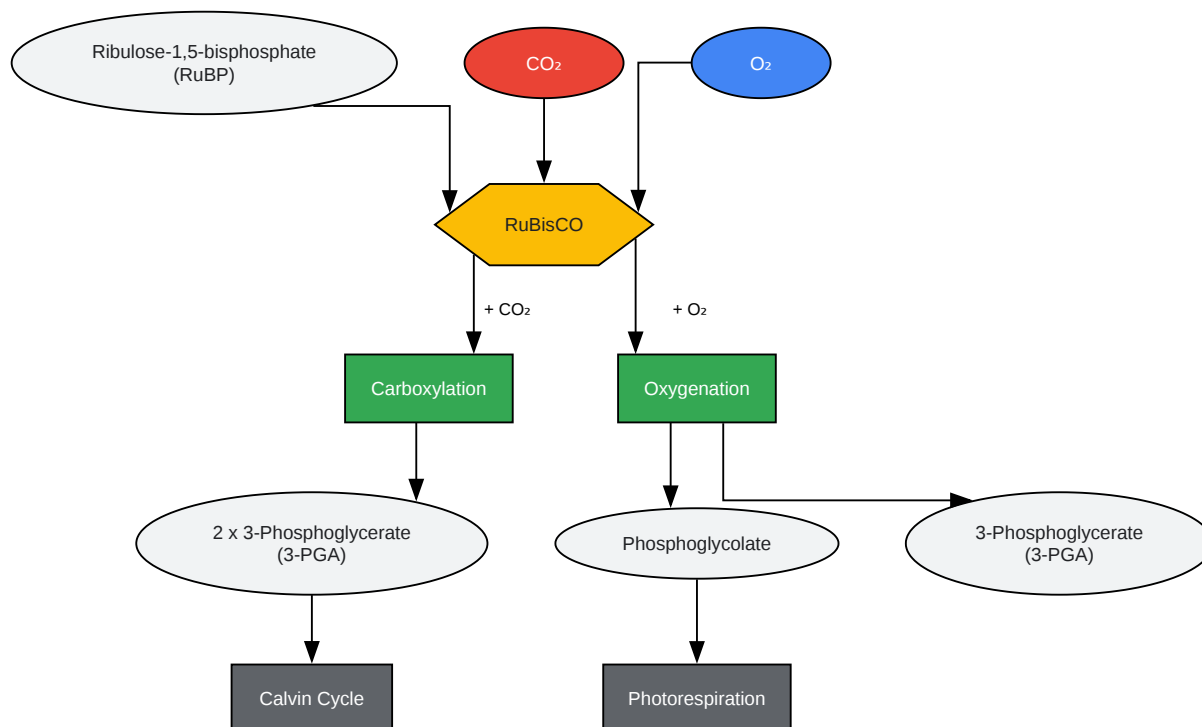 Ribulose-1,5-bisphosphate
(RuBP)
CO₂
O₂
RuBisCO
+ CO₂
+ O₂
Carboxylation
Oxygenation
2 x 3-Phosphoglycerate
(3-PGA)
Phosphoglycolate
3-Phosphoglycerate
(3-PGA)
Calvin Cycle
Photorespiration